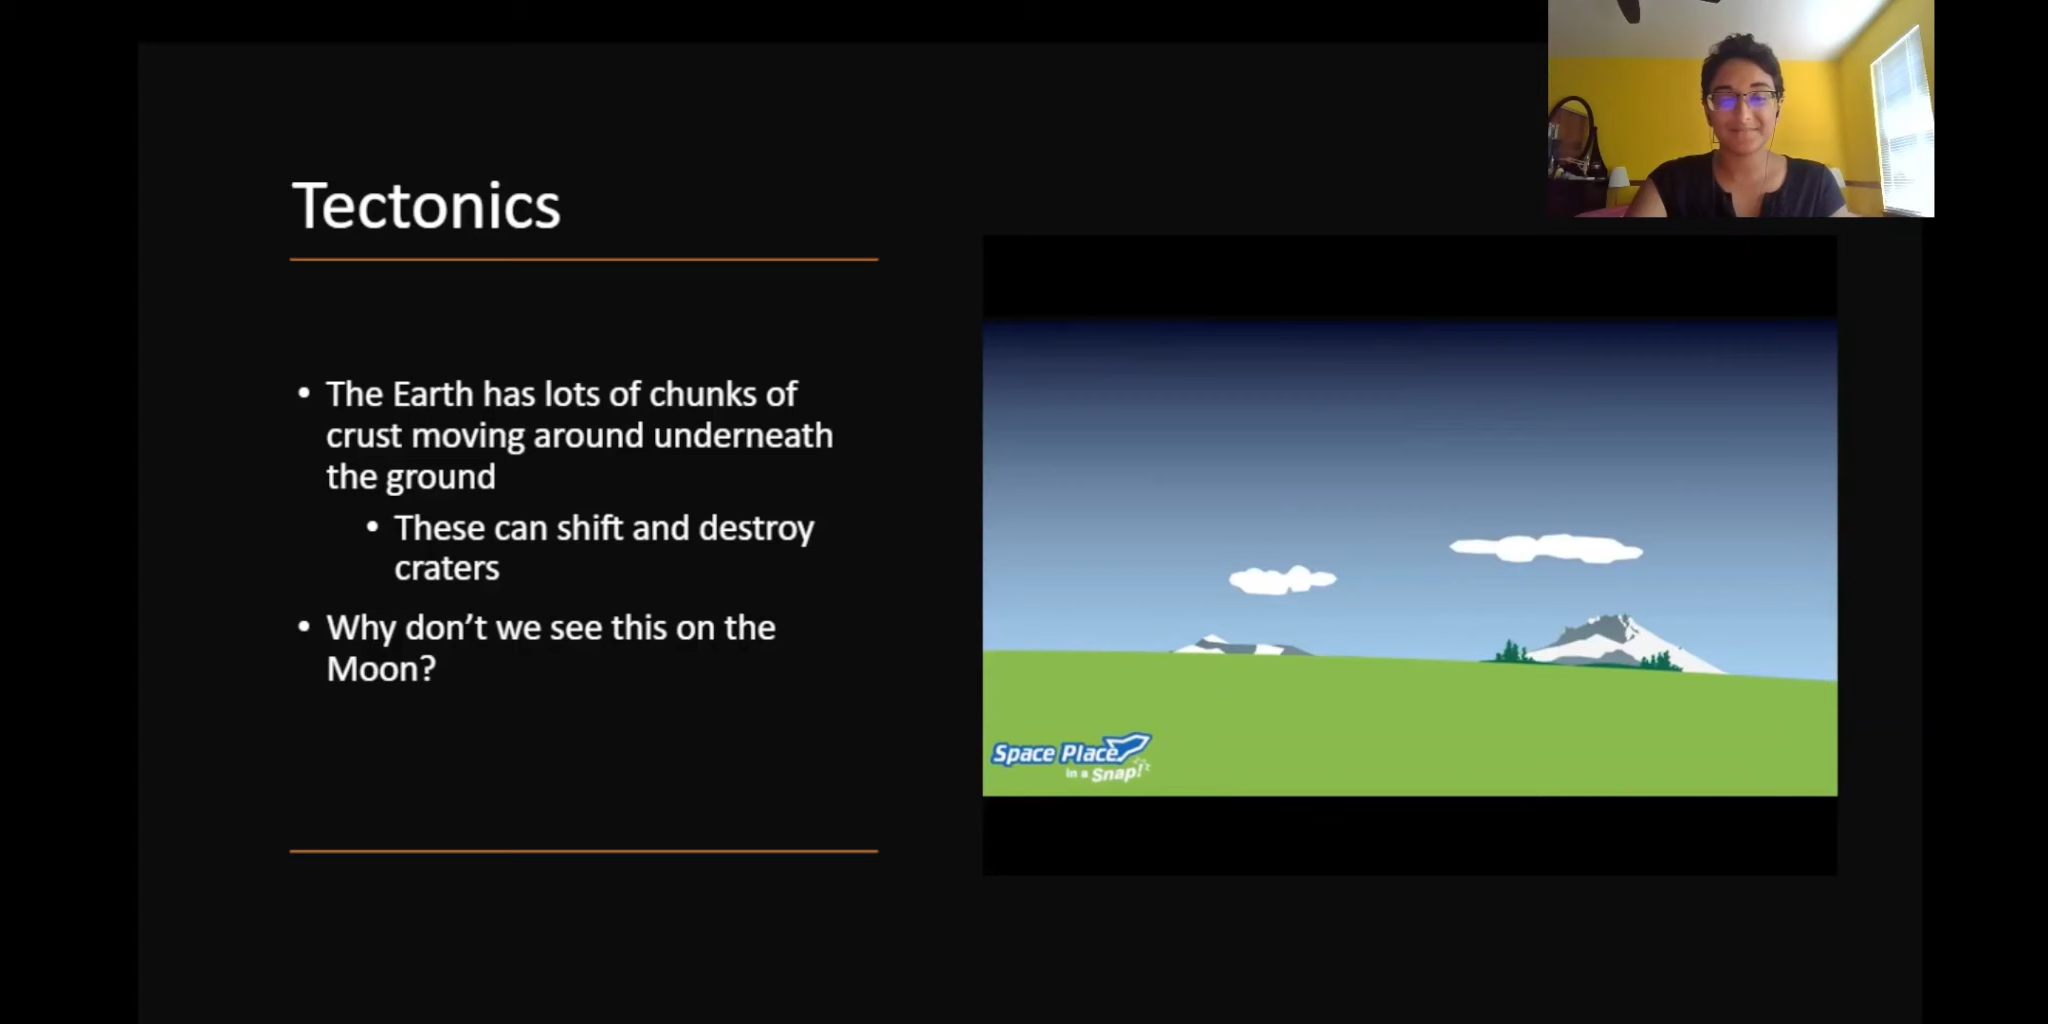 Tectonics
• The Earth has lots of chunks of
crust moving around underneath
the ground
• These can shift and destroy
craters
• Why don’t we see this on the
Moon?
Space Place
in a Snap!